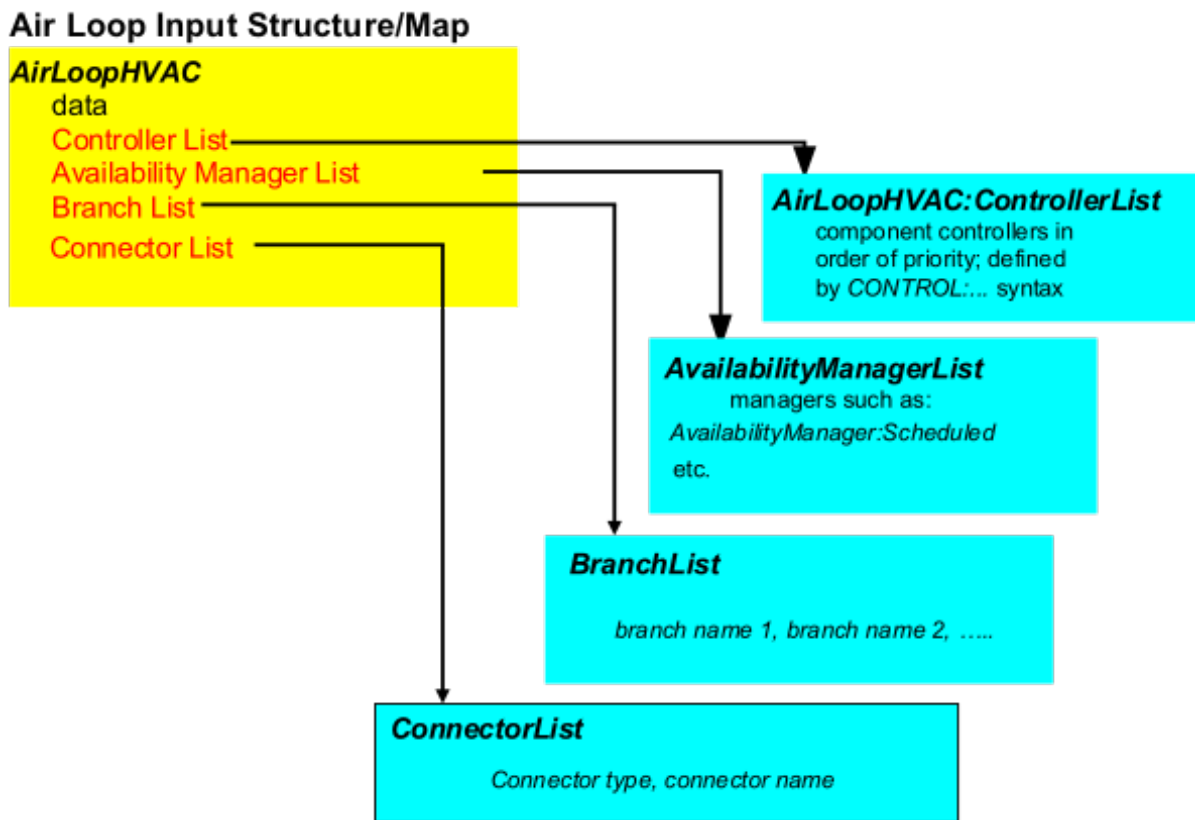 Air Loop Input Structure/Map
AirLoopHVAC
data
Controller List
Availability Manager List
Branch List
Connector List
AirLoopHVAC:ControllerList
component controllers in
order of priority; defined
by CONTROL:... syntax
AvailabilityManagerList
managers such as:
AvailabilityManager:Scheduled
etc.
BranchList
branch name 1, branch name 2, .....
ConnectorList
Connector type, connector name